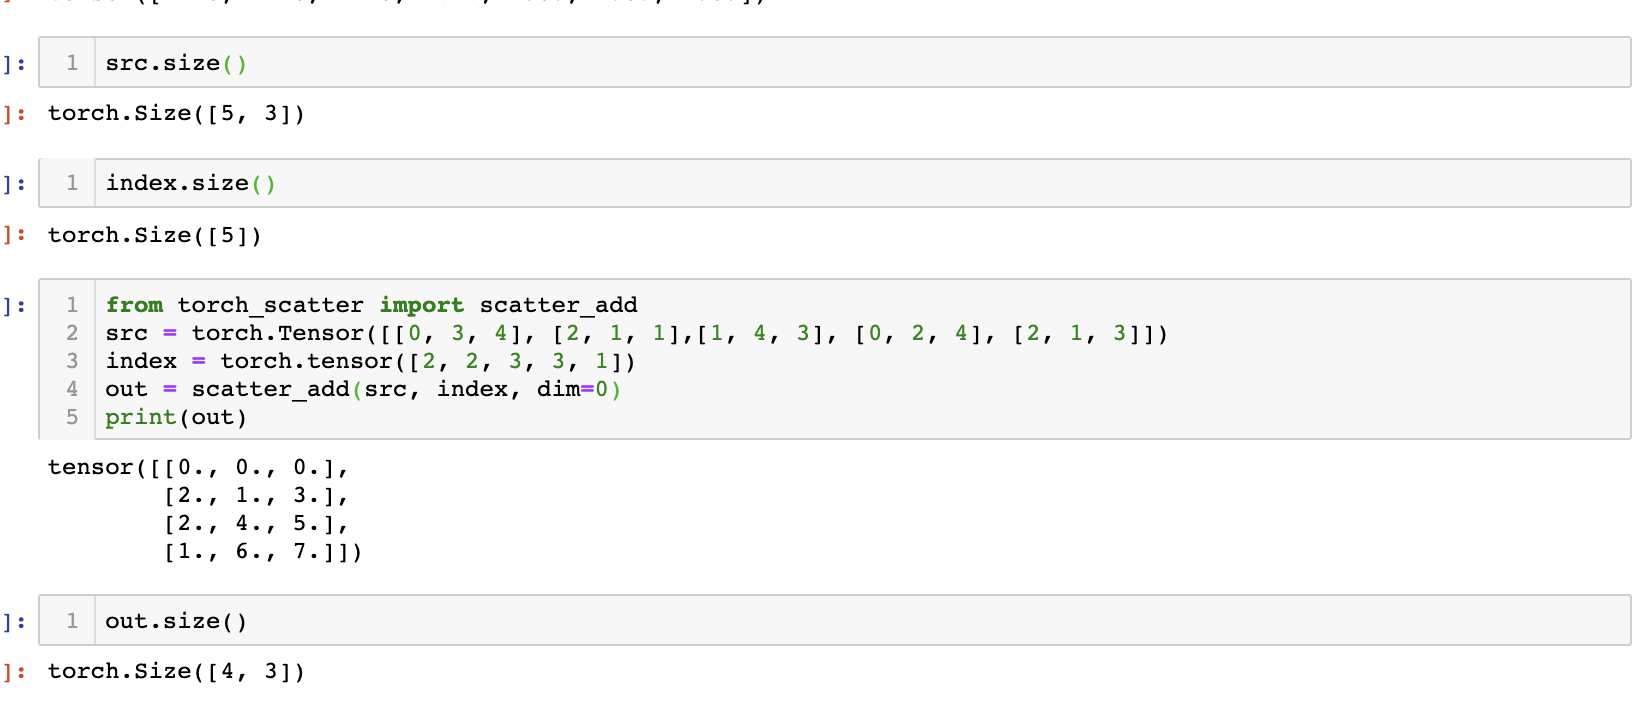 ]:
1 src.size()
]: torch.Size([5, 3])
]:
1 index.size()
]: torch.Size([5])
]:
1 from torch_scatter import scatter_add
2 src = torch.Tensor([[0, 3, 4], [2, 1, 1],[1, 4, 3], [0, 2, 4], [2, 1, 3]])
3 index = torch.tensor([2, 2, 3, 3, 1])
4 out = scatter_add(src, index, dim=0)
5 print(out)
tensor([[0., 0., 0.],
[2., 1., 3.],
[2., 4., 5.],
[1., 6., 7.]])
]:
1 out.size()
]: torch.Size([4, 3])